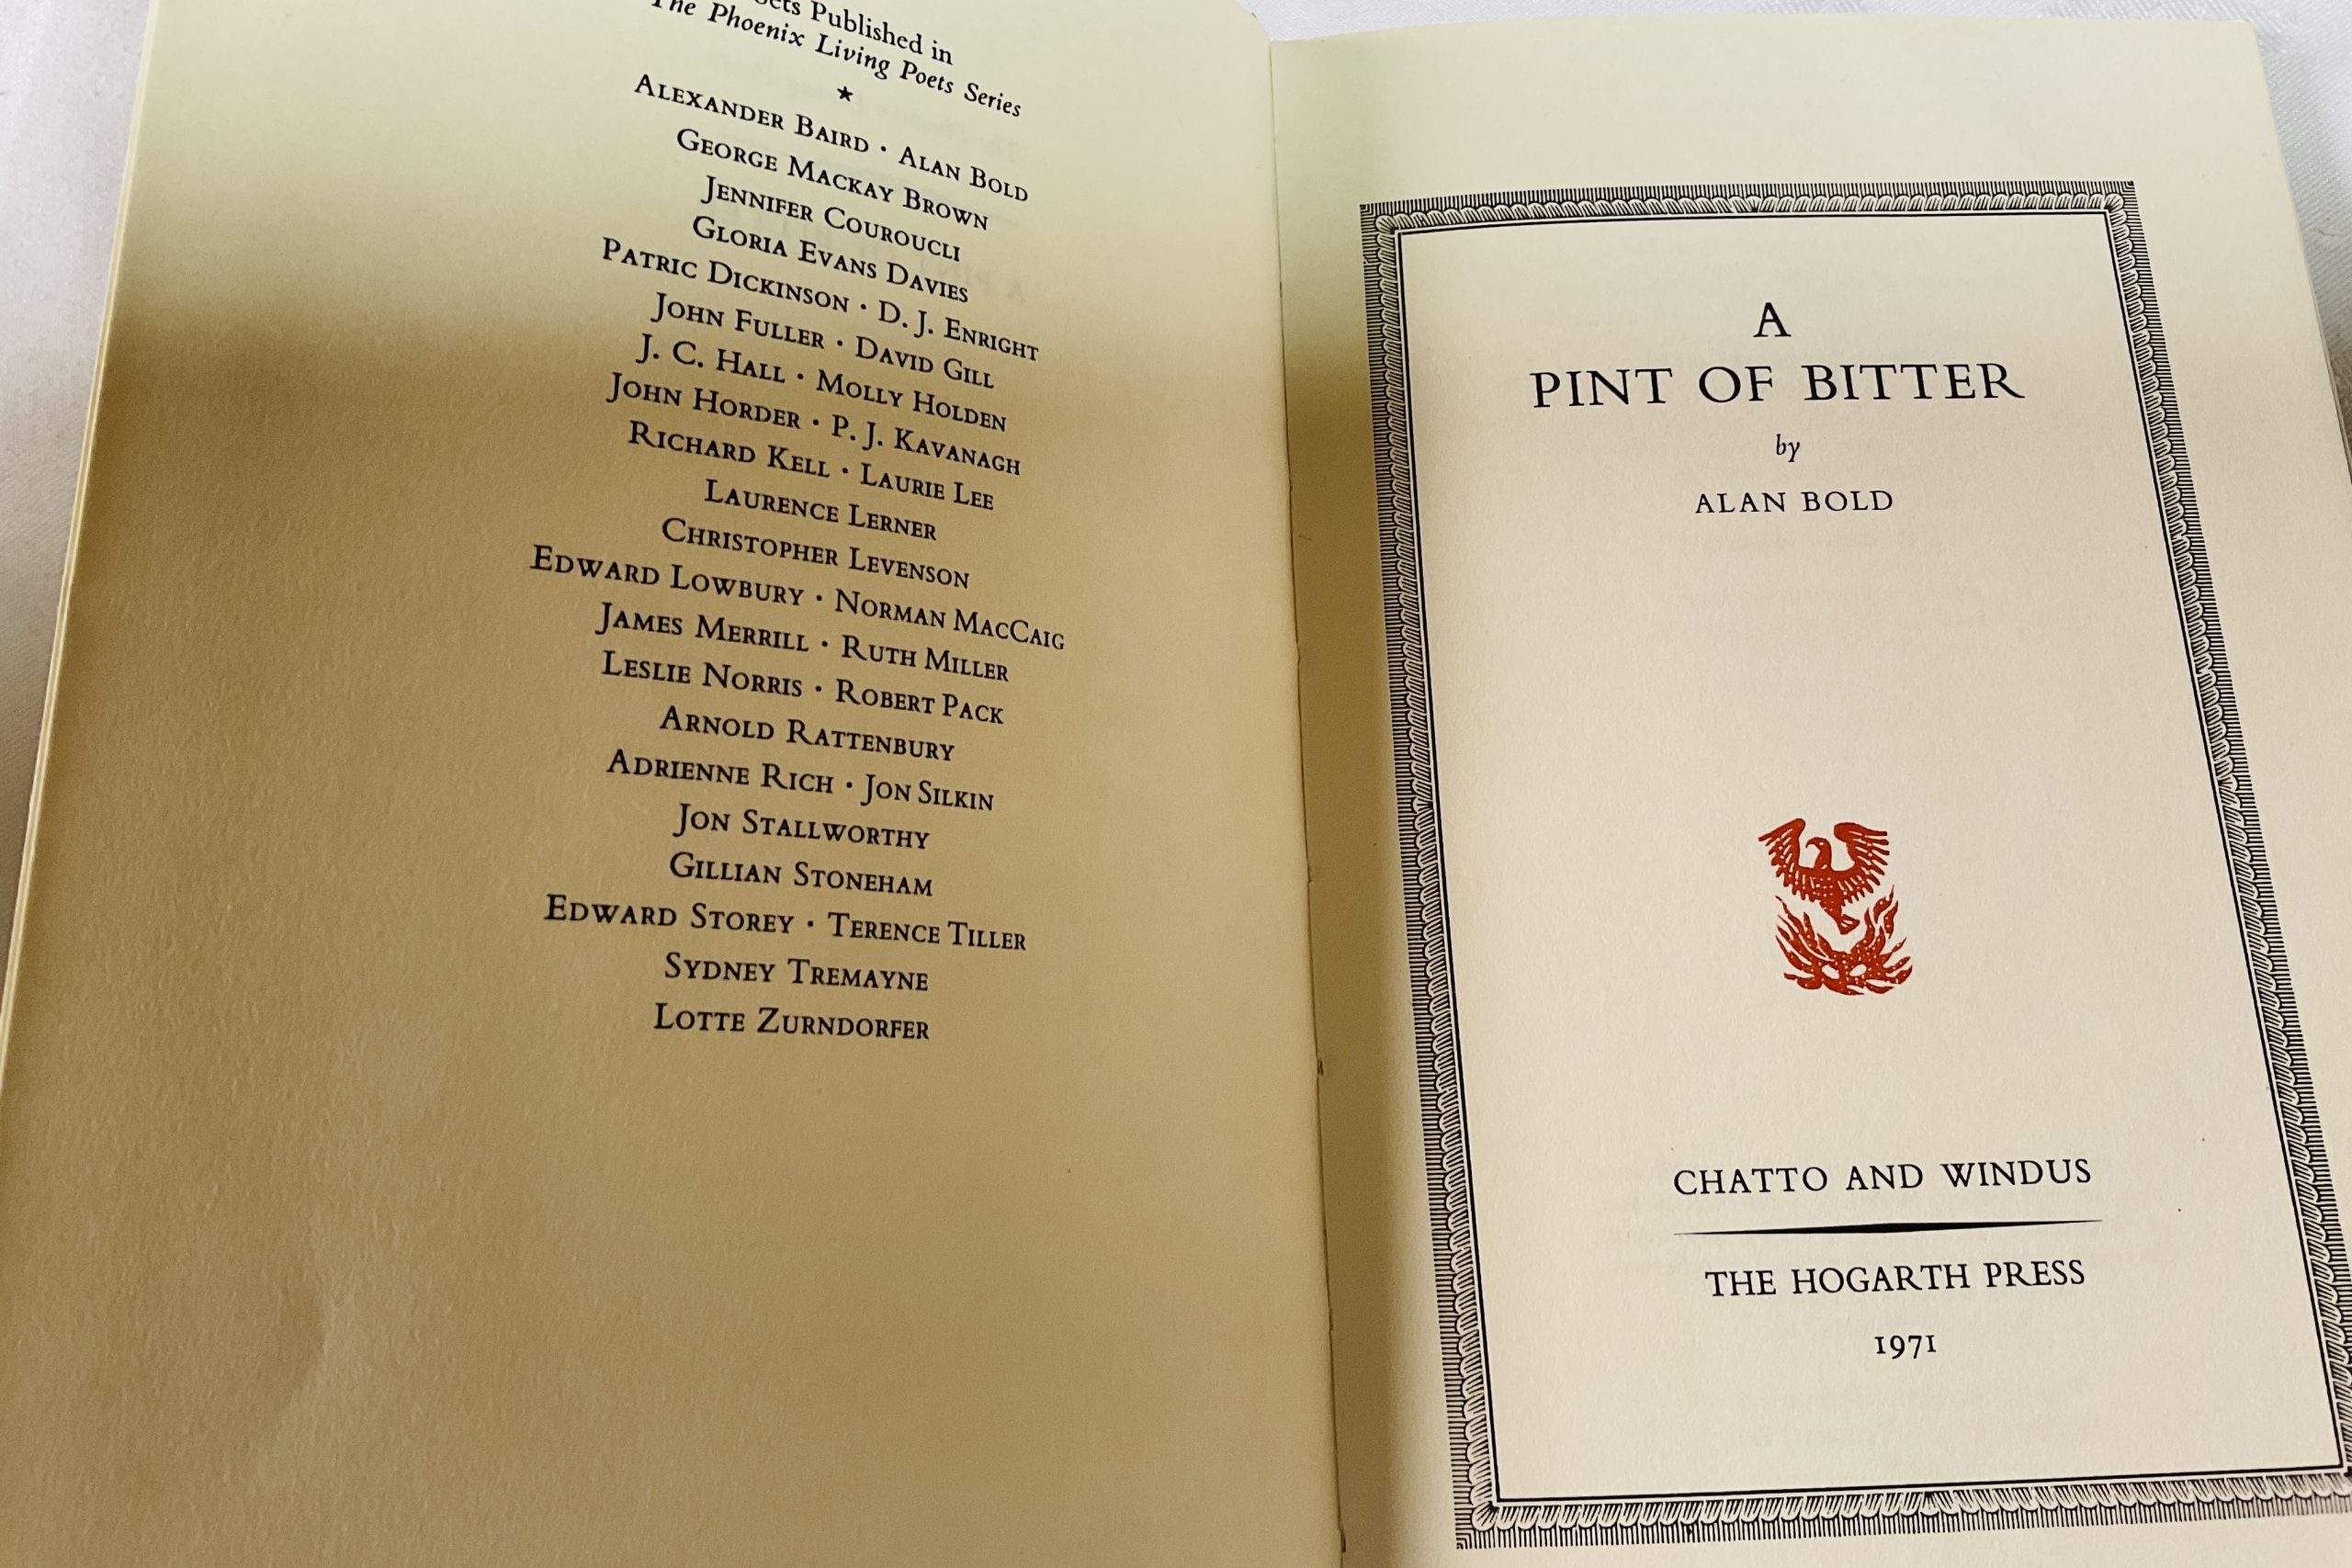 Published in
The Phoenix Living Poets Series
★
ALEXANDER BAIRD · ALAN BOLD
GEORGE MACKAY BROWN
JENNIFER COUROUCLI
GLORIA EVANS DAVIES
PATRIC DICKINSON · D. J. ENRIGHT
JOHN FULLER · DAVID GILL
J. C. HALL · MOLLY HOLDEN
JOHN HORDER · P. J. KAVANAGH
RICHARD KELL · LAURIE LEE
LAURENCE LERNER
CHRISTOPHER LEVENSON
EDWARD LOWBURY · NORMAN MACCAIG
JAMES MERRILL · RUTH MILLER
LESLIE NORRIS · ROBERT PACK
ARNOLD RATTENBURY
ADRIENNE RICH · JON SILKIN
JON STALLWORTHY
GILLIAN STONEHAM
EDWARD STOREY · TERENCE TILLER
SYDNEY TREMAYNE
LOTTE ZURNDORFER
A
PINT OF BITTER
by
ALAN BOLD
CHATTO AND WINDUS
THE HOGARTH PRESS
1971